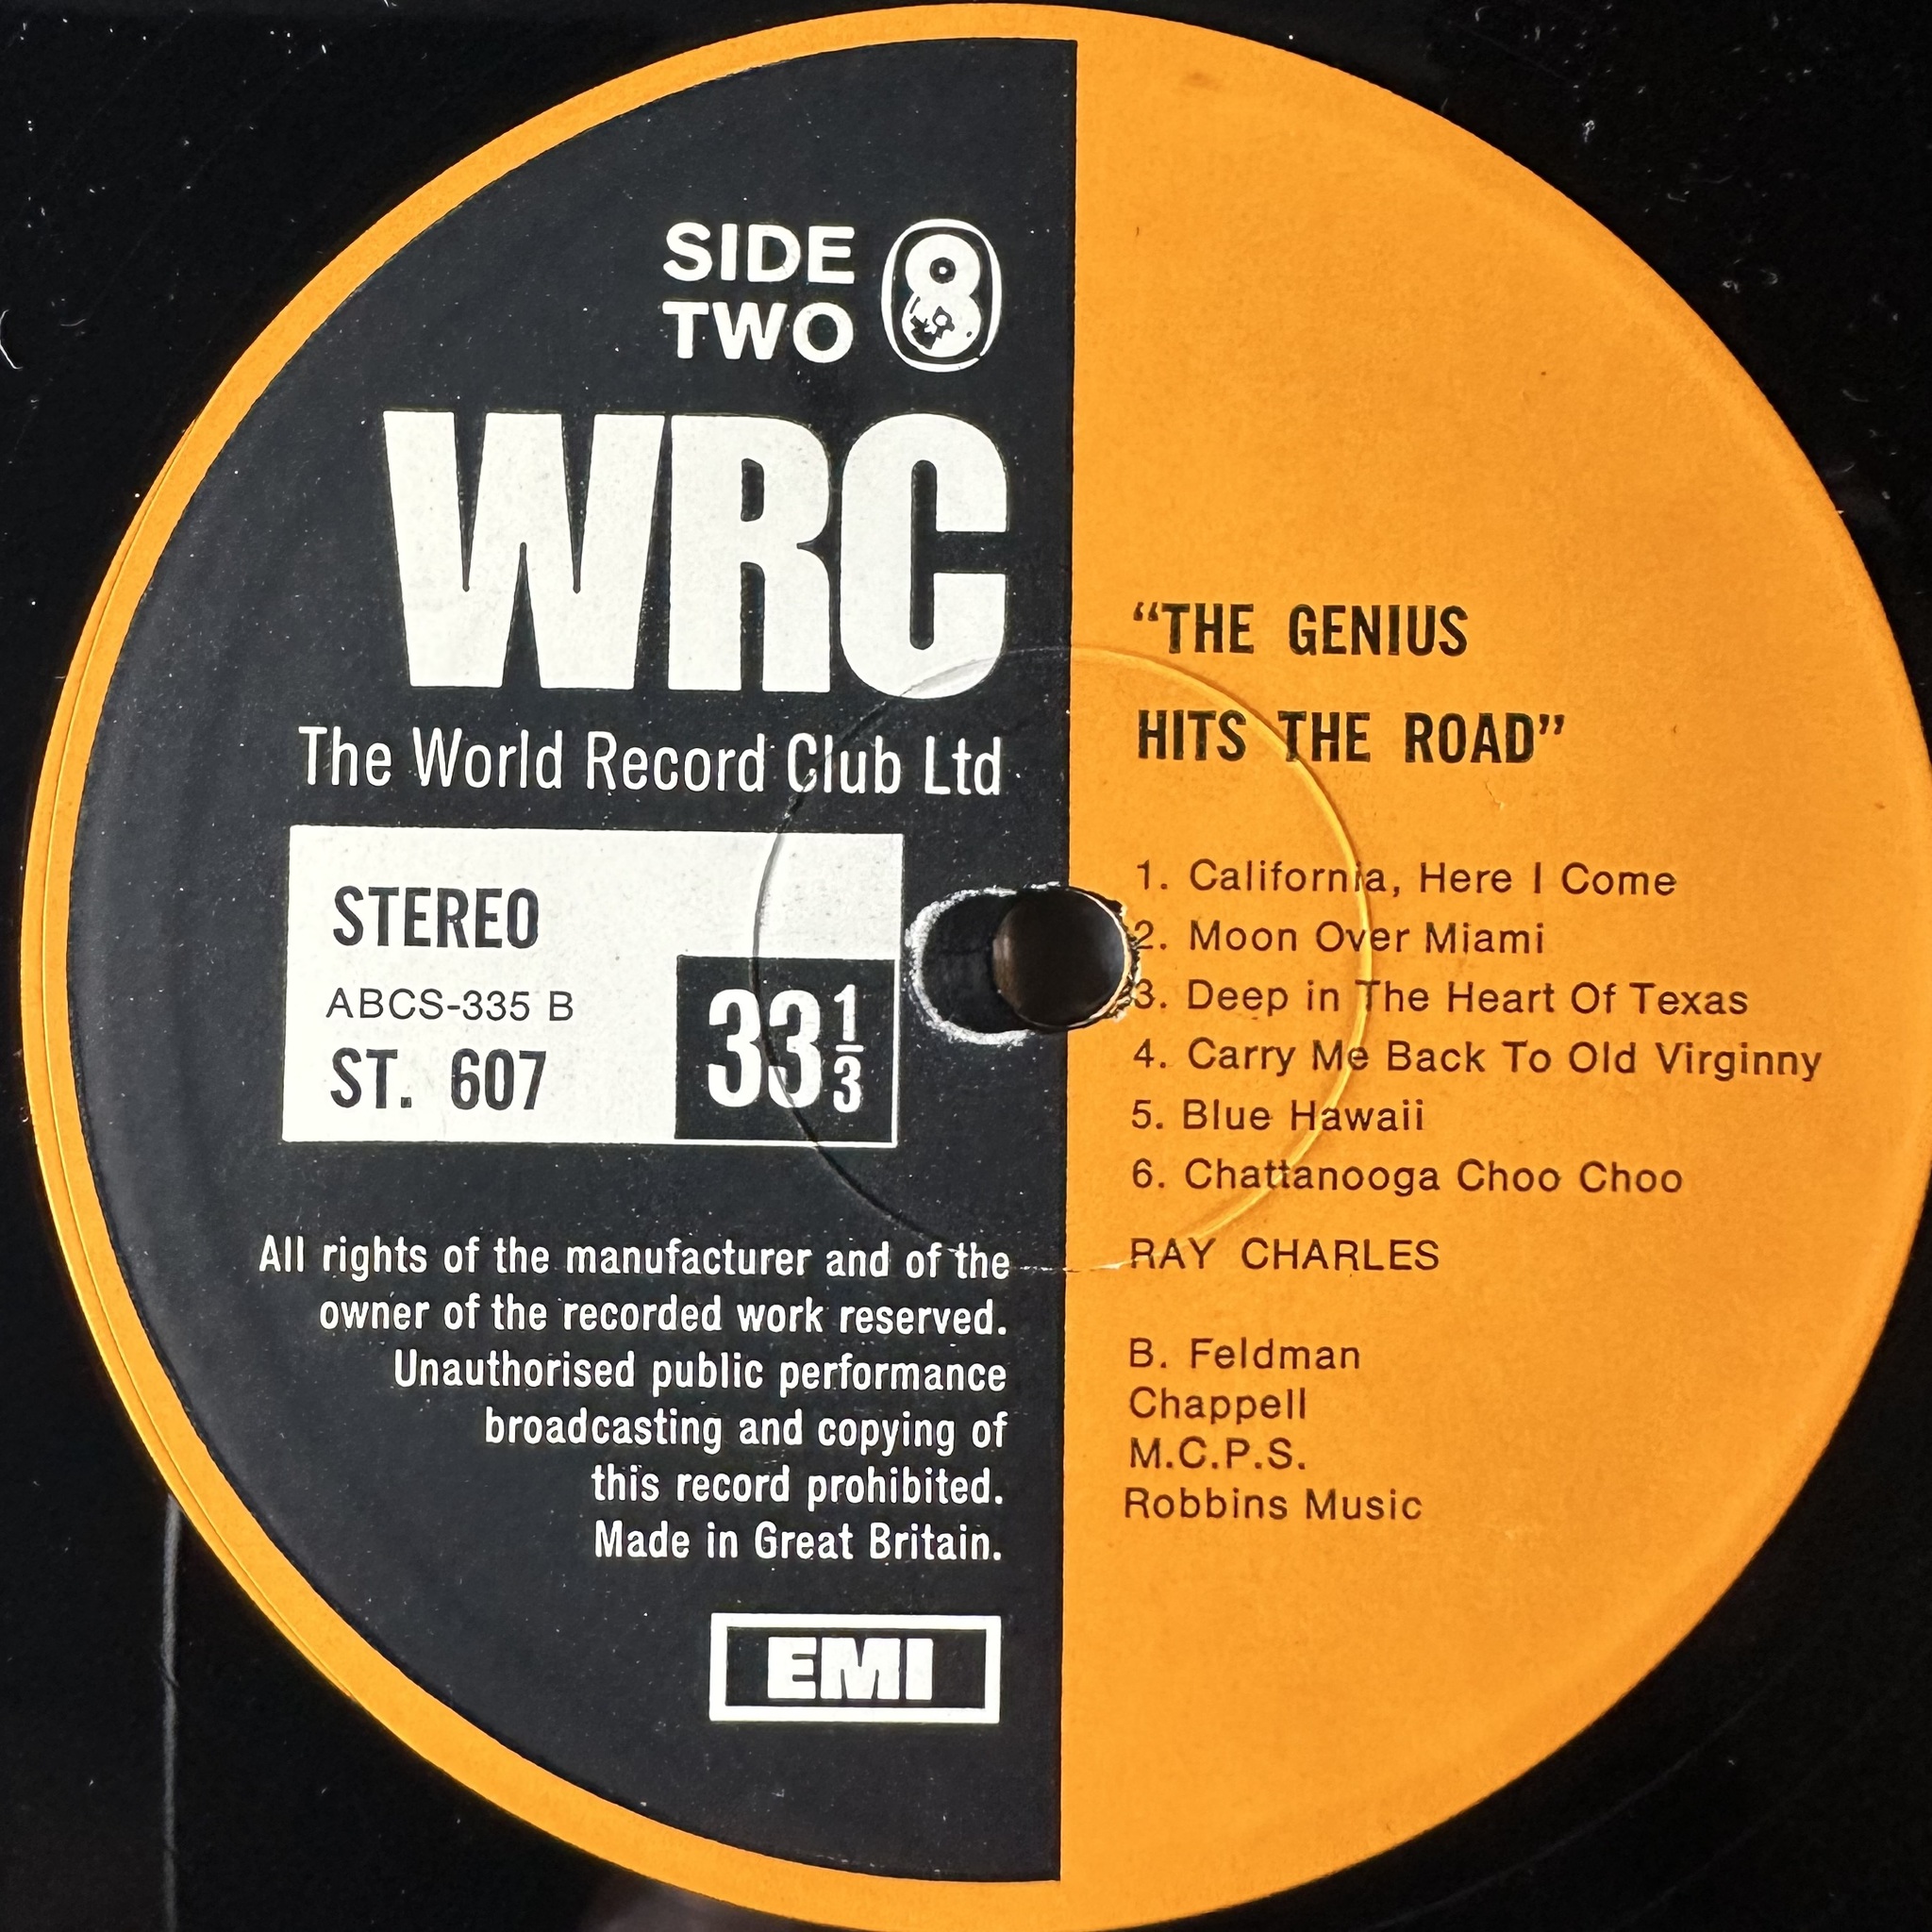 SIDE
TWO
WRC
The World Record Club Ltd
STEREO
ABCS-335 B
ST. 607
33 1/3
All rights of the manufacturer and of the
owner of the recorded work reserved.
Unauthorised public performance
broadcasting and copying of
this record prohibited.
Made in Great Britain.
EMI
“THE GENIUS
HITS THE ROAD”
1. California, Here I Come
2. Moon Over Miami
3. Deep in The Heart Of Texas
4. Carry Me Back To Old Virginny
5. Blue Hawaii
6. Chattanooga Choo Choo
RAY CHARLES
B. Feldman
Chappell
M.C.P.S.
Robbins Music